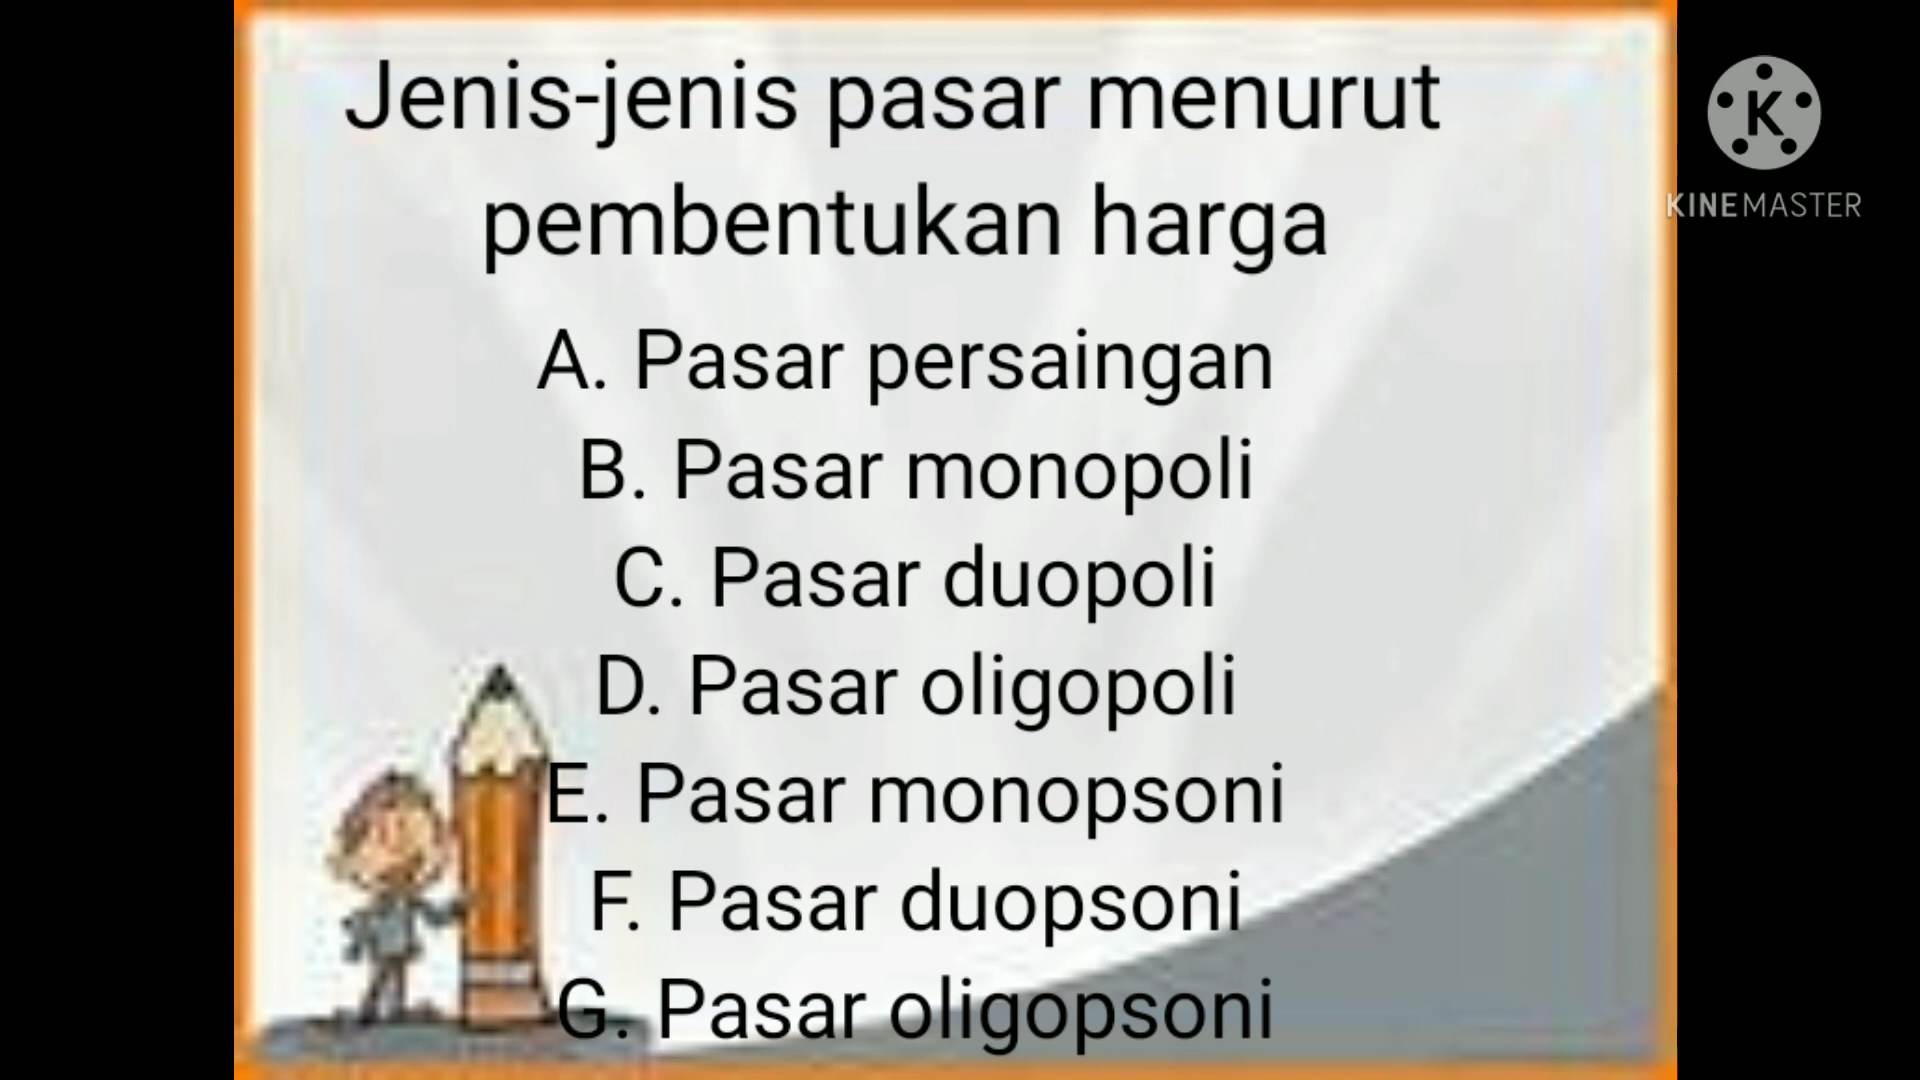 Jenis-jenis pasar menurut
pembentukan harga
A. Pasar persaingan
B. Pasar monopoli
C. Pasar duopoli
D. Pasar oligopoli
E. Pasar monopsoni
F. Pasar duopsoni
G. Pasar oligopsoni
K
KINEMASTER